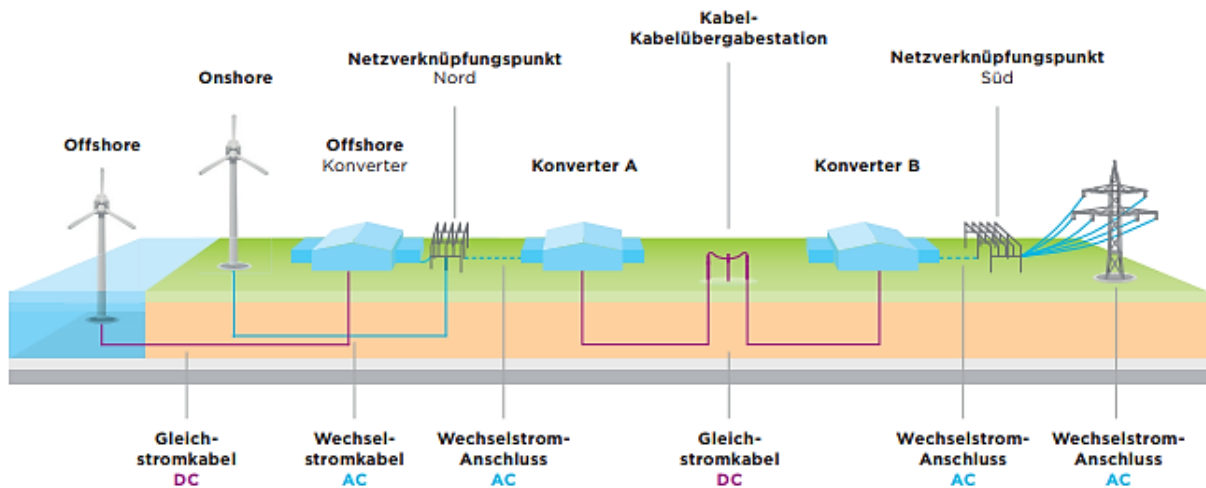 Kabel-
Kabelübergabestation
Netzverknüpfungspunkt
Nord
Netzverknüpfungspunkt
Süd
Onshore
Offshore
Offshore
Konverter
Konverter A
Konverter B
Gleich-
stromkabel
DC
Wechsel-
stromkabel
AC
Wechselstrom-
Anschluss
AC
Gleich-
stromkabel
DC
Wechselstrom-
Anschluss
AC
Wechselstrom-
Anschluss
AC